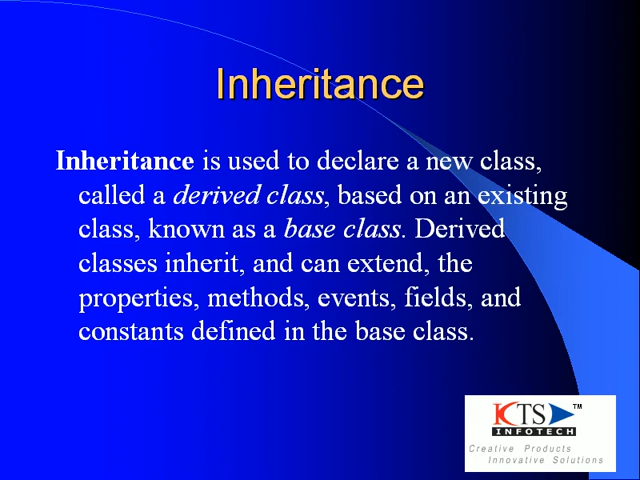 Inheritance
Inheritance is used to declare a new class,
called a derived class, based on an existing
class, known as a base class. Derived
classes inherit, and can extend, the
properties, methods, events, fields, and
constants defined in the base class.
KTS™
INFOTECH
Creative Products
Innovative Solutions